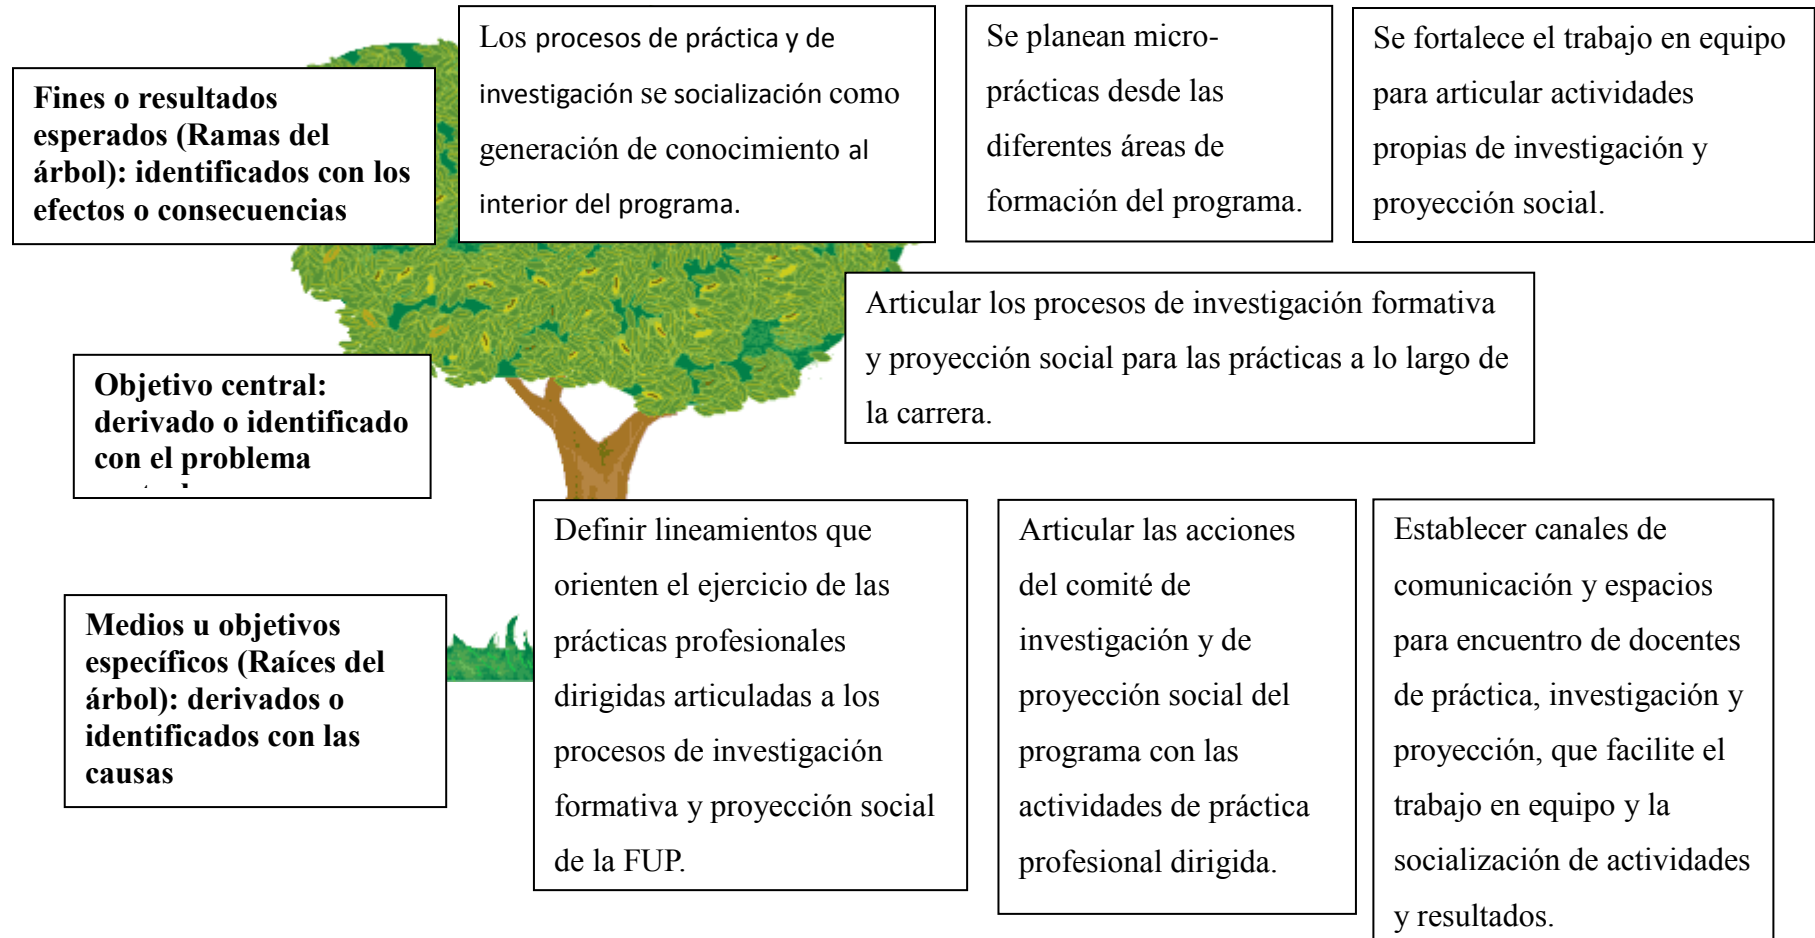 Fines o resultados
esperados (Ramas del
árbol): identificados con los
efectos o consecuencias
Los procesos de práctica y de
investigación se socialización como
generación de conocimiento al
interior del programa.
Se planean micro-
prácticas desde las
diferentes áreas de
formación del programa.
Se fortalece el trabajo en equipo
para articular actividades
propias de investigación y
proyección social.
Objetivo central:
derivado o identificado
con el problema
Articular los procesos de investigación formativa
y proyección social para las prácticas a lo largo de
la carrera.
Medios u objetivos
específicos (Raíces del
árbol): derivados o
identificados con las
causas
Definir lineamientos que
orienten el ejercicio de las
prácticas profesionales
dirigidas articuladas a los
procesos de investigación
formativa y proyección social
de la FUP.
Articular las acciones
del comité de
investigación y de
proyección social del
programa con las
actividades de práctica
profesional dirigida.
Establecer canales de
comunicación y espacios
para encuentro de docentes
de práctica, investigación y
proyección, que facilite el
trabajo en equipo y la
socialización de actividades
y resultados.